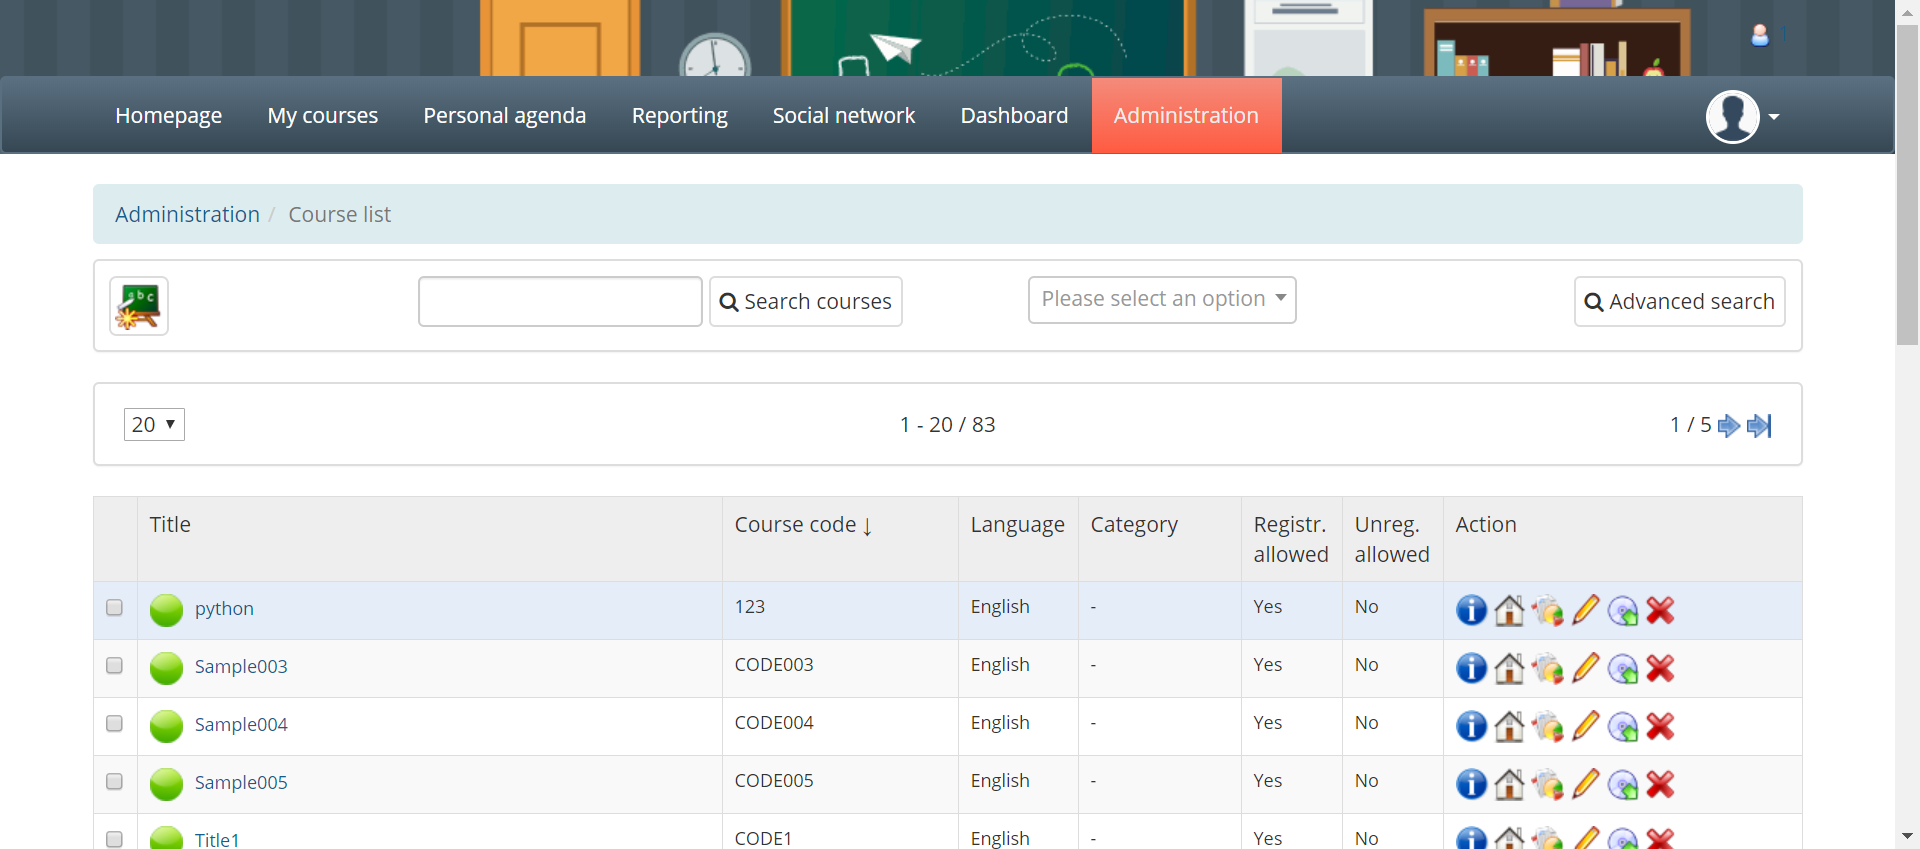 1
Homepage My courses Personal agenda Reporting Social network Dashboard Administration
Administration / Course list
abc
Search courses Please select an option Advanced search
20 1 - 20 / 83 1 / 5
Title Course code ↓ Language Category Registr. allowed Unreg. allowed Action
python 123 English - Yes No
Sample003 CODE003 English - Yes No
Sample004 CODE004 English - Yes No
Sample005 CODE005 English - Yes No
Title1 CODE1 English - Yes No